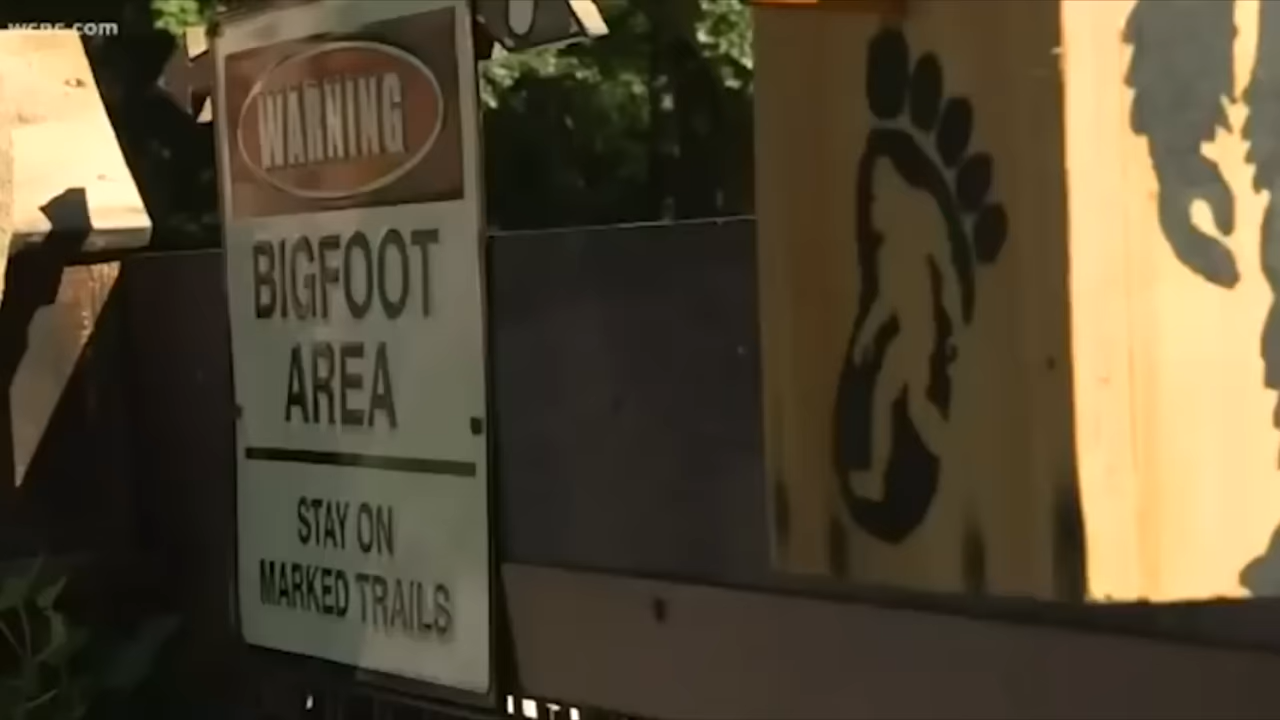 wcnc.com
WARNING
BIGFOOT
AREA
STAY ON
MARKED TRAILS